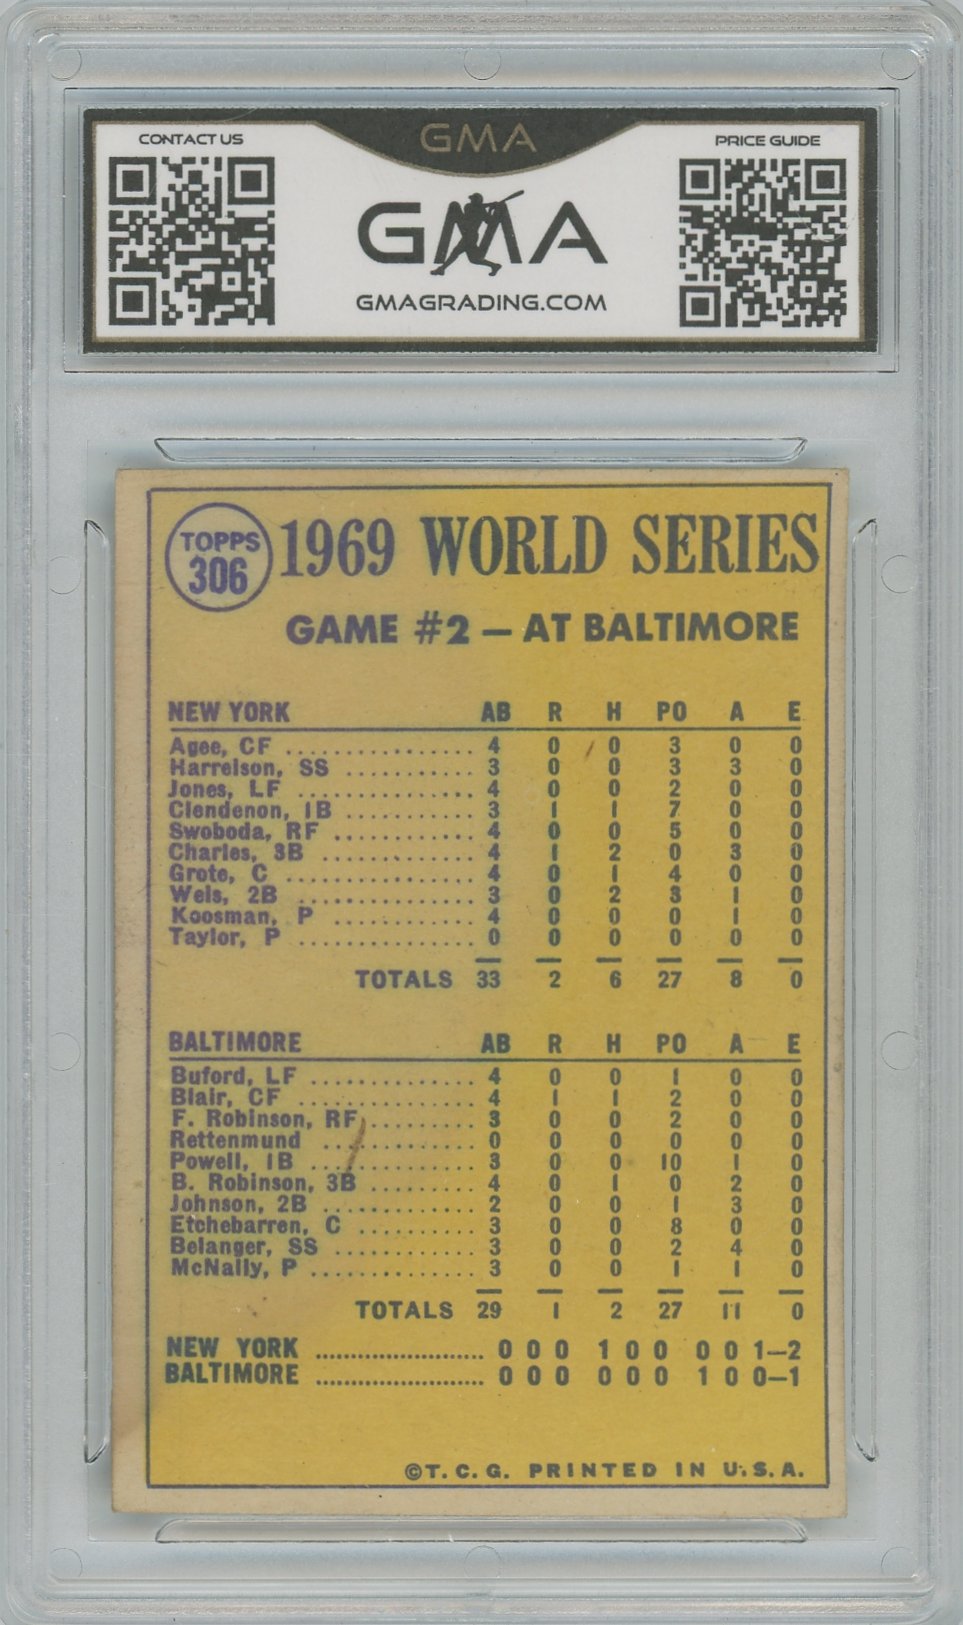 CONTACT US
GMA
PRICE GUIDE
GMA
GMAGRADING.COM
TOPPS
306
1969 WORLD SERIES
GAME #2 – AT BALTIMORE
NEW YORK AB R H PO A E
Agee, CF ................ 4 0 0 3 0 0
Harrelson, SS ........... 3 0 0 3 3 0
Jones, LF ............... 4 0 0 2 0 0
Clendenon, 1B ........... 3 1 1 7 0 0
Swoboda, RF ............ 4 0 0 5 0 0
Charles, 3B ............. 4 1 2 0 3 0
Grote, C ................ 4 0 1 4 0 0
Weis, 2B ............... 3 0 2 3 1 0
Koosman, P ............ 4 0 0 0 1 0
Taylor, P ............... 0 0 0 0 0 0
TOTALS 33 2 6 27 8 0
BALTIMORE AB R H PO A E
Buford, LF .............. 4 0 0 1 0 0
Blair, CF ............... 4 1 1 2 0 0
F. Robinson, RF .......... 3 0 0 2 0 0
Rettenmund ............. 0 0 0 0 0 0
Powell, 1B .............. 3 0 0 10 1 0
B. Robinson, 3B ......... 4 0 1 0 2 0
Johnson, 2B ............. 2 0 0 1 3 0
Etchebarren, C .......... 3 0 0 8 0 0
Belanger, SS ............ 3 0 0 2 4 0
McNally, P .............. 3 0 0 1 1 0
TOTALS 29 1 2 27 11 0
NEW YORK ........................ 0 0 0 1 0 0 0 0 1–2
BALTIMORE ........................ 0 0 0 0 0 0 1 0 0–1
©T.C.G. PRINTED IN U.S.A.